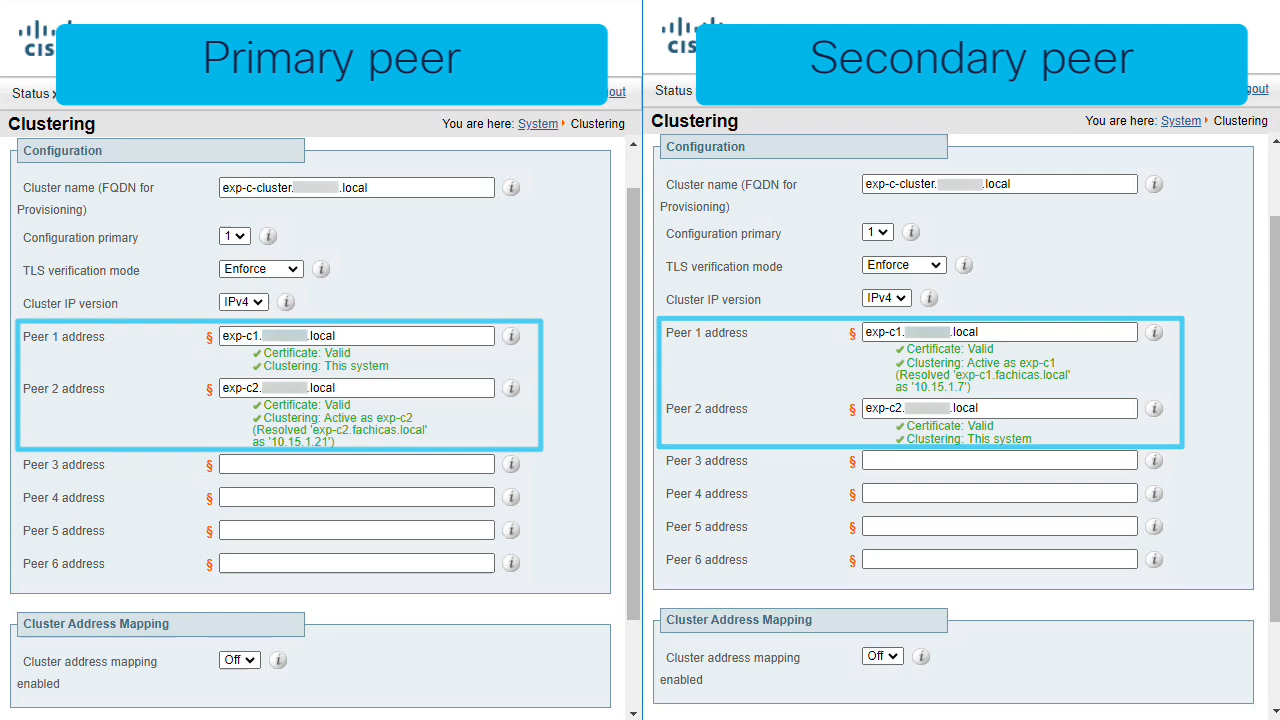 CIS
Primary peer
Status
out
Clustering
You are here: System Clustering
Configuration
Cluster name (FQDN for
Provisioning)
exp-c-cluster. .local
Configuration primary
1
TLS verification mode
Enforce
Cluster IP version
IPv4
Peer 1 address
§ exp-c1. .local
Certificate: Valid
Clustering: This system
Peer 2 address
§ exp-c2. .local
Certificate: Valid
Clustering: Active as exp-c2
(Resolved 'exp-c2.fachicas.local'
as '10.15.1.21')
Peer 3 address §
Peer 4 address §
Peer 5 address §
Peer 6 address §
Cluster Address Mapping
Cluster address mapping
enabled
Off
CIS
Secondary peer
Status
gout
Clustering
You are here: System Clustering
Configuration
Cluster name (FQDN for
Provisioning)
exp-c-cluster. .local
Configuration primary
1
TLS verification mode
Enforce
Cluster IP version
IPv4
Peer 1 address
§ exp-c1. .local
Certificate: Valid
Clustering: Active as exp-c1
(Resolved 'exp-c1.fachicas.local'
as '10.15.1.7')
Peer 2 address
§ exp-c2. .local
Certificate: Valid
Clustering: This system
Peer 3 address §
Peer 4 address §
Peer 5 address §
Peer 6 address §
Cluster Address Mapping
Cluster address mapping
enabled
Off